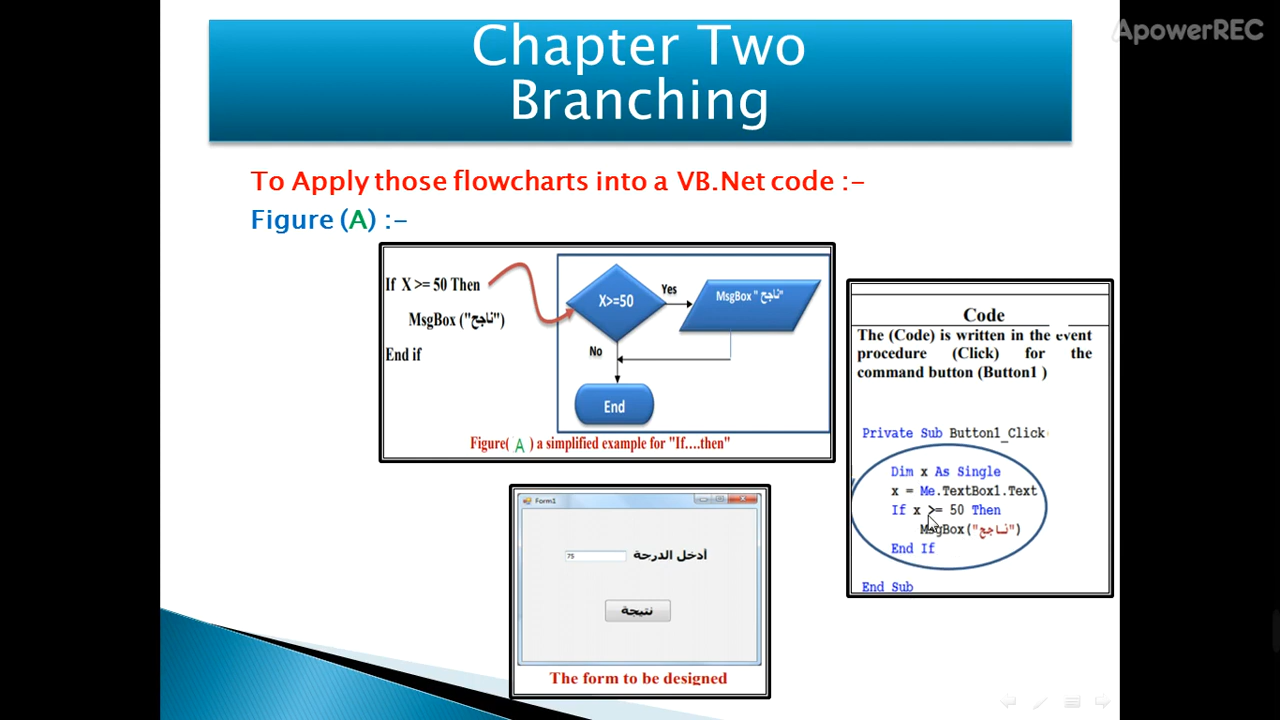 ApowerREC
Chapter Two
Branching
To Apply those flowcharts into a VB.Net code :-
Figure (A) :-
If X >= 50 Then
MsgBox ("ناجح")
End if
X>=50
Yes
MsgBox " ناجح"
No
End
Figure( A ) a simplified example for "If....then"
Code
The (Code) is written in the event
procedure (Click) for the
command button (Button1 )
Private Sub Button1_Click
Dim x As Single
x = Me.TextBox1.Text
If x >= 50 Then
MsgBox("ناجح")
End If
End Sub
Form1
75
أدخل الدرجة
نتيجة
The form to be designed